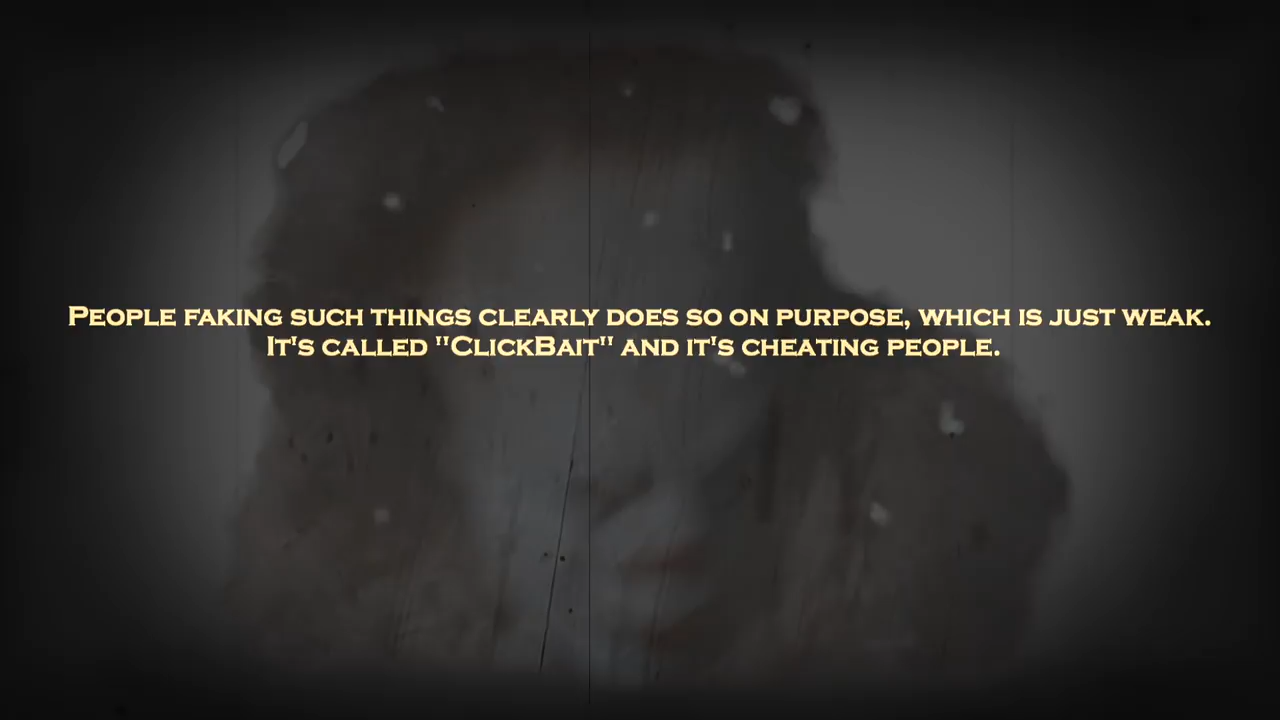 People faking such things clearly does so on purpose, which is just weak.
It's called "ClickBait" and it's cheating people.